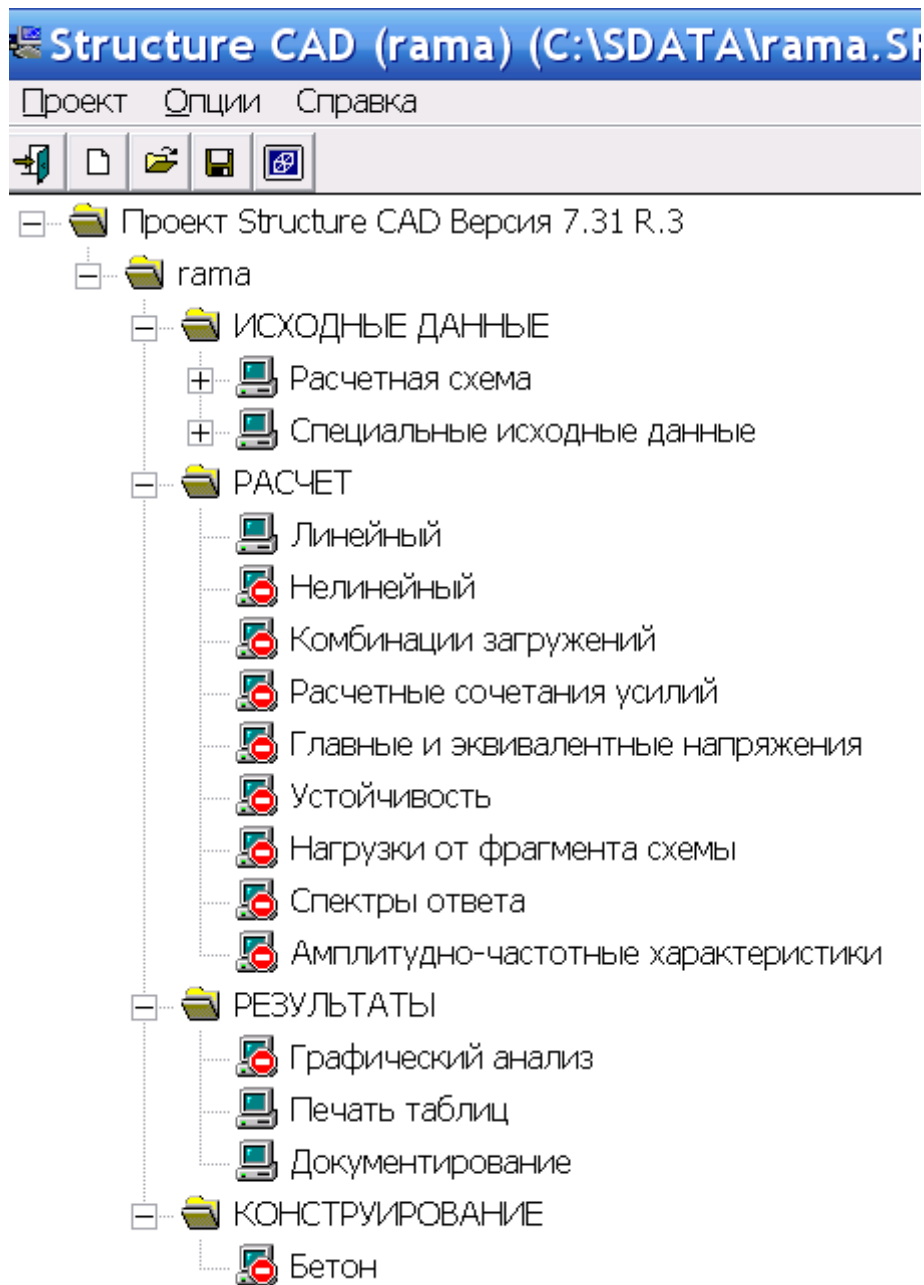 Structure CAD (rama) (C:\SDATA\rama.SP
Проект Опции Справка
Проект Structure CAD Версия 7.31 R.3
rama
ИСХОДНЫЕ ДАННЫЕ
Расчетная схема
Специальные исходные данные
РАСЧЕТ
Линейный
Нелинейный
Комбинации загружений
Расчетные сочетания усилий
Главные и эквивалентные напряжения
Устойчивость
Нагрузки от фрагмента схемы
Спектры ответа
Амплитудно-частотные характеристики
РЕЗУЛЬТАТЫ
Графический анализ
Печать таблиц
Документирование
КОНСТРУИРОВАНИЕ
Бетон